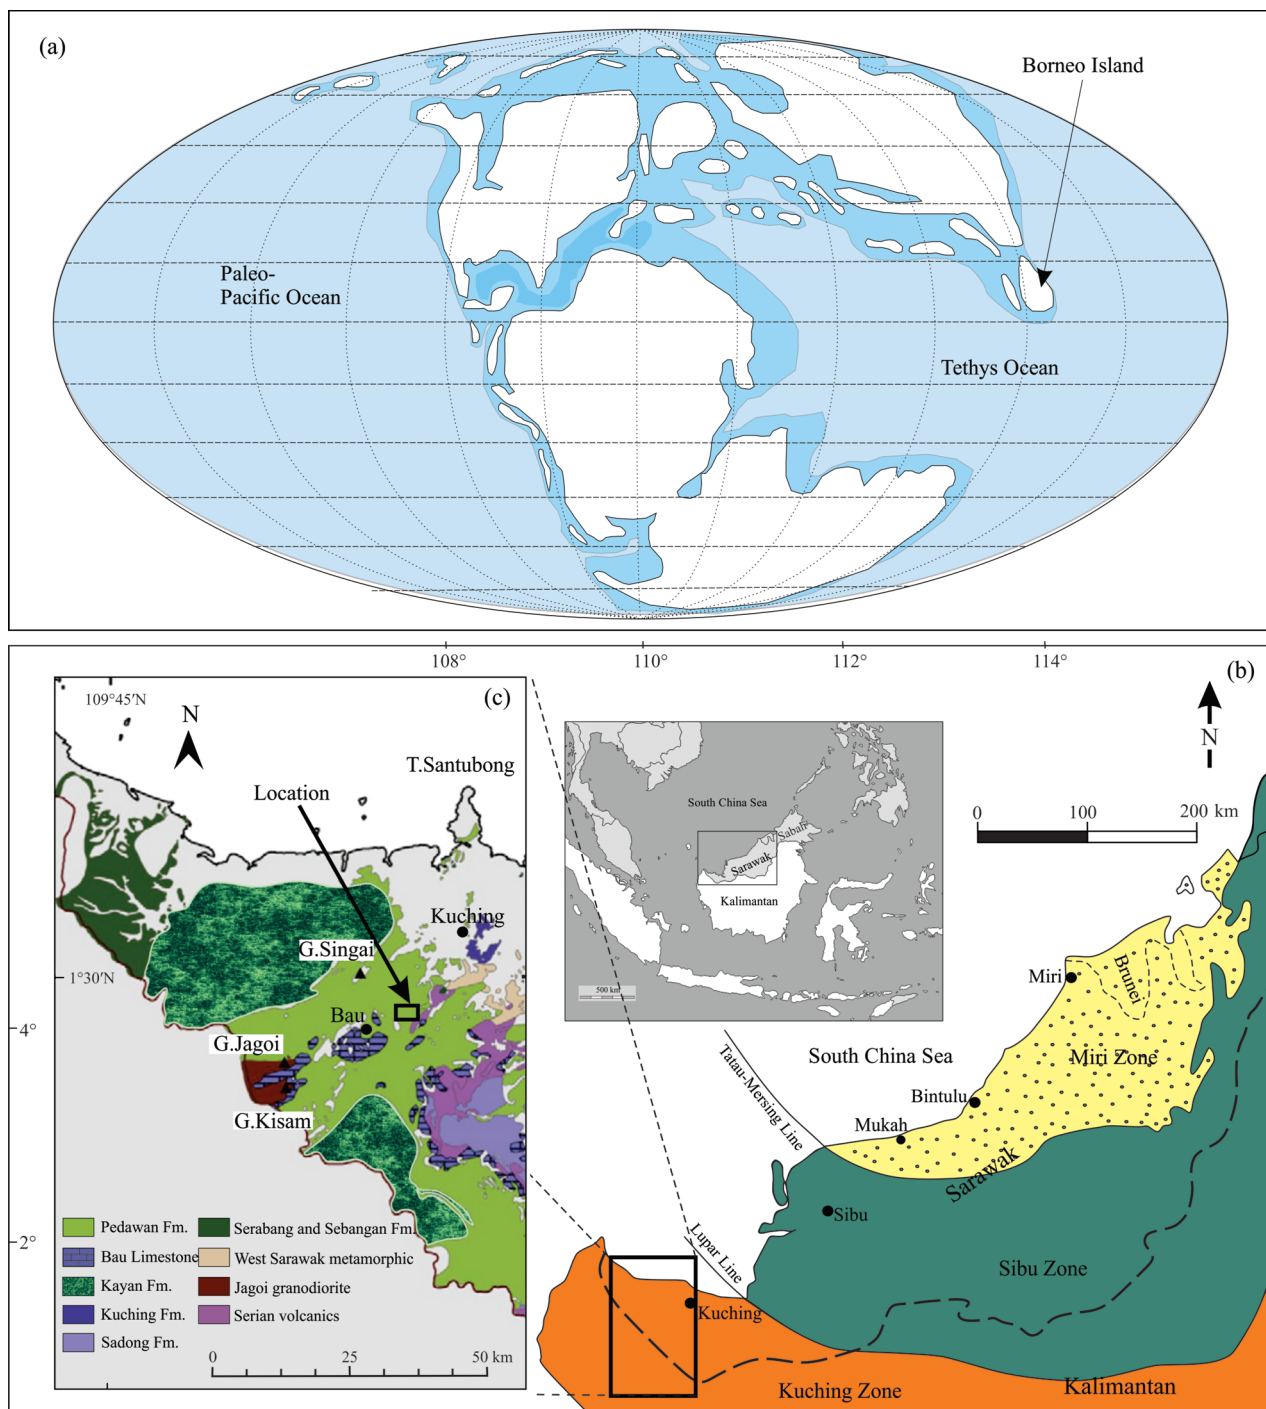 (a)
Borneo Island
Paleo-
Pacific Ocean
Tethys Ocean
108°
110°
112°
114°
(c)
109°45′N
N
T.Santubong
Location
Kuching
G.Singai
1°30′N
Bau
4°
G.Jagoi
G.Kisam
2°
Pedawan Fm.
Bau Limestone
Kayan Fm.
Kuching Fm.
Sadong Fm.
Serabang and Sebangan Fm.
West Sarawak metamorphic
Jagoi granodiorite
Serian volcanics
0
25
50 km
(b)
N
0
100
200 km
South China Sea
Sabah
Sarawak
Kalimantan
500 km
Miri
Brunei
Miri Zone
South China Sea
Tatau-Mersing Line
Bintulu
Mukah
Sarawak
Sibu
Lupar Line
Sibu Zone
Kuching
Kuching Zone
Kalimantan